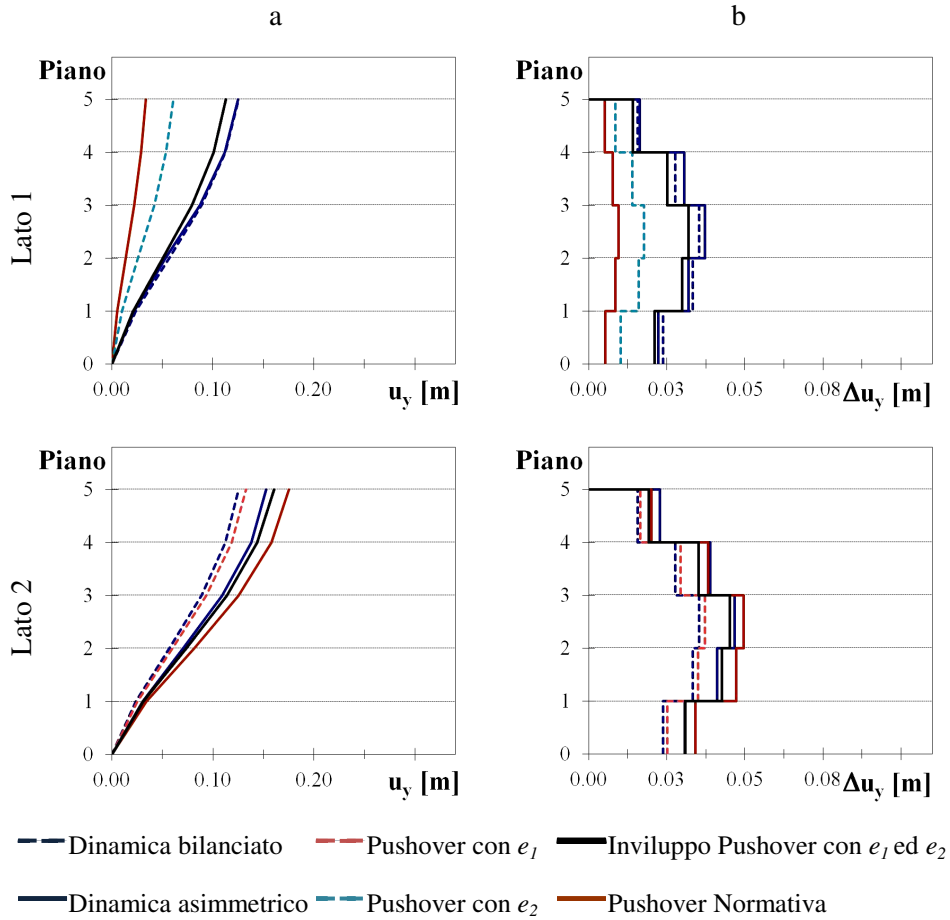 a
b
Piano
5
4
3
2
1
0
0.00
0.10
0.20
u_y [m]
Lato 1
Piano
5
4
3
2
1
0
0.00
0.03
0.05
0.08
Δu_y [m]
Piano
5
4
3
2
1
0
0.00
0.10
0.20
u_y [m]
Lato 2
Piano
5
4
3
2
1
0
0.00
0.03
0.05
0.08
Δu_y [m]
Dinamica bilanciato
Pushover con e_1
Inviluppo Pushover con e_1 ed e_2
Dinamica asimmetrico
Pushover con e_2
Pushover Normativa